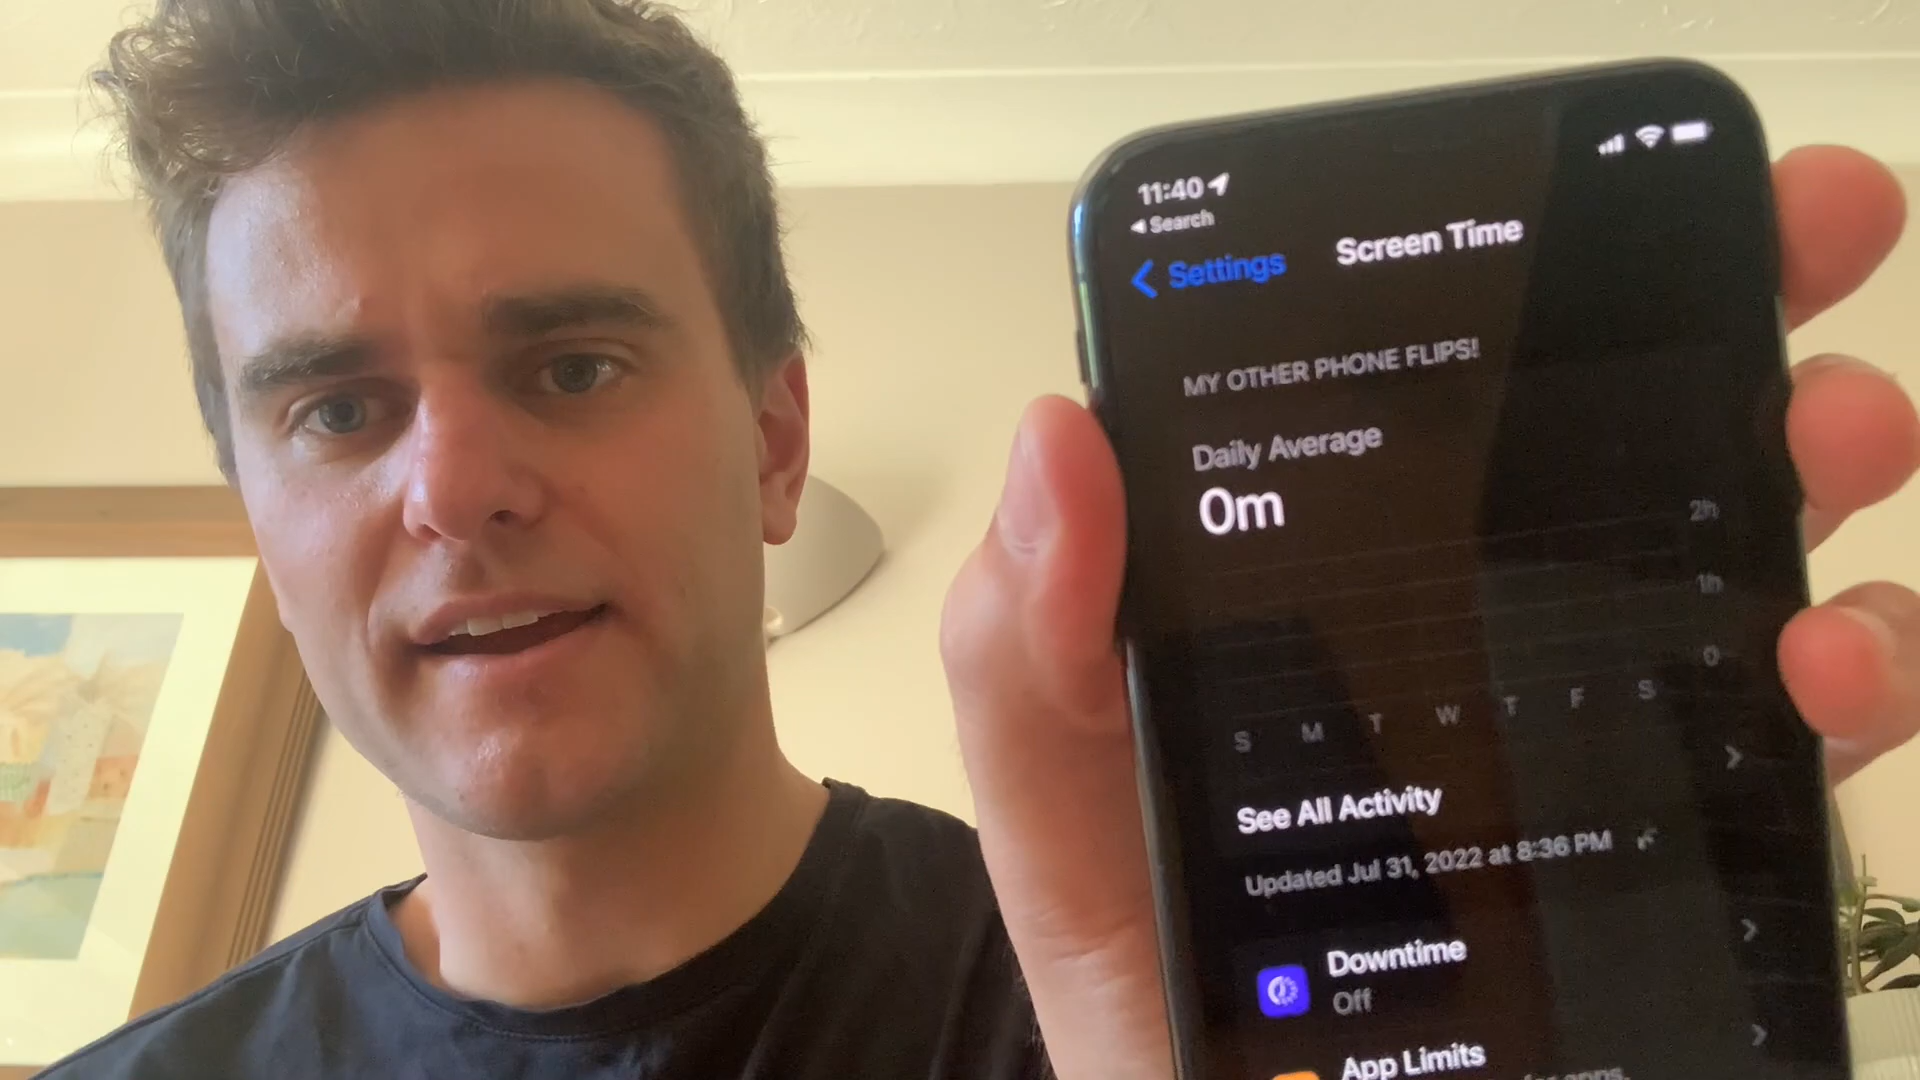 11:40
Search
Settings
Screen Time
MY OTHER PHONE FLIPS!
Daily Average
0m
2h
1h
0
S M T W T F S
See All Activity
Updated Jul 31, 2022 at 8:36 PM
Downtime
Off
App Limits
apps.